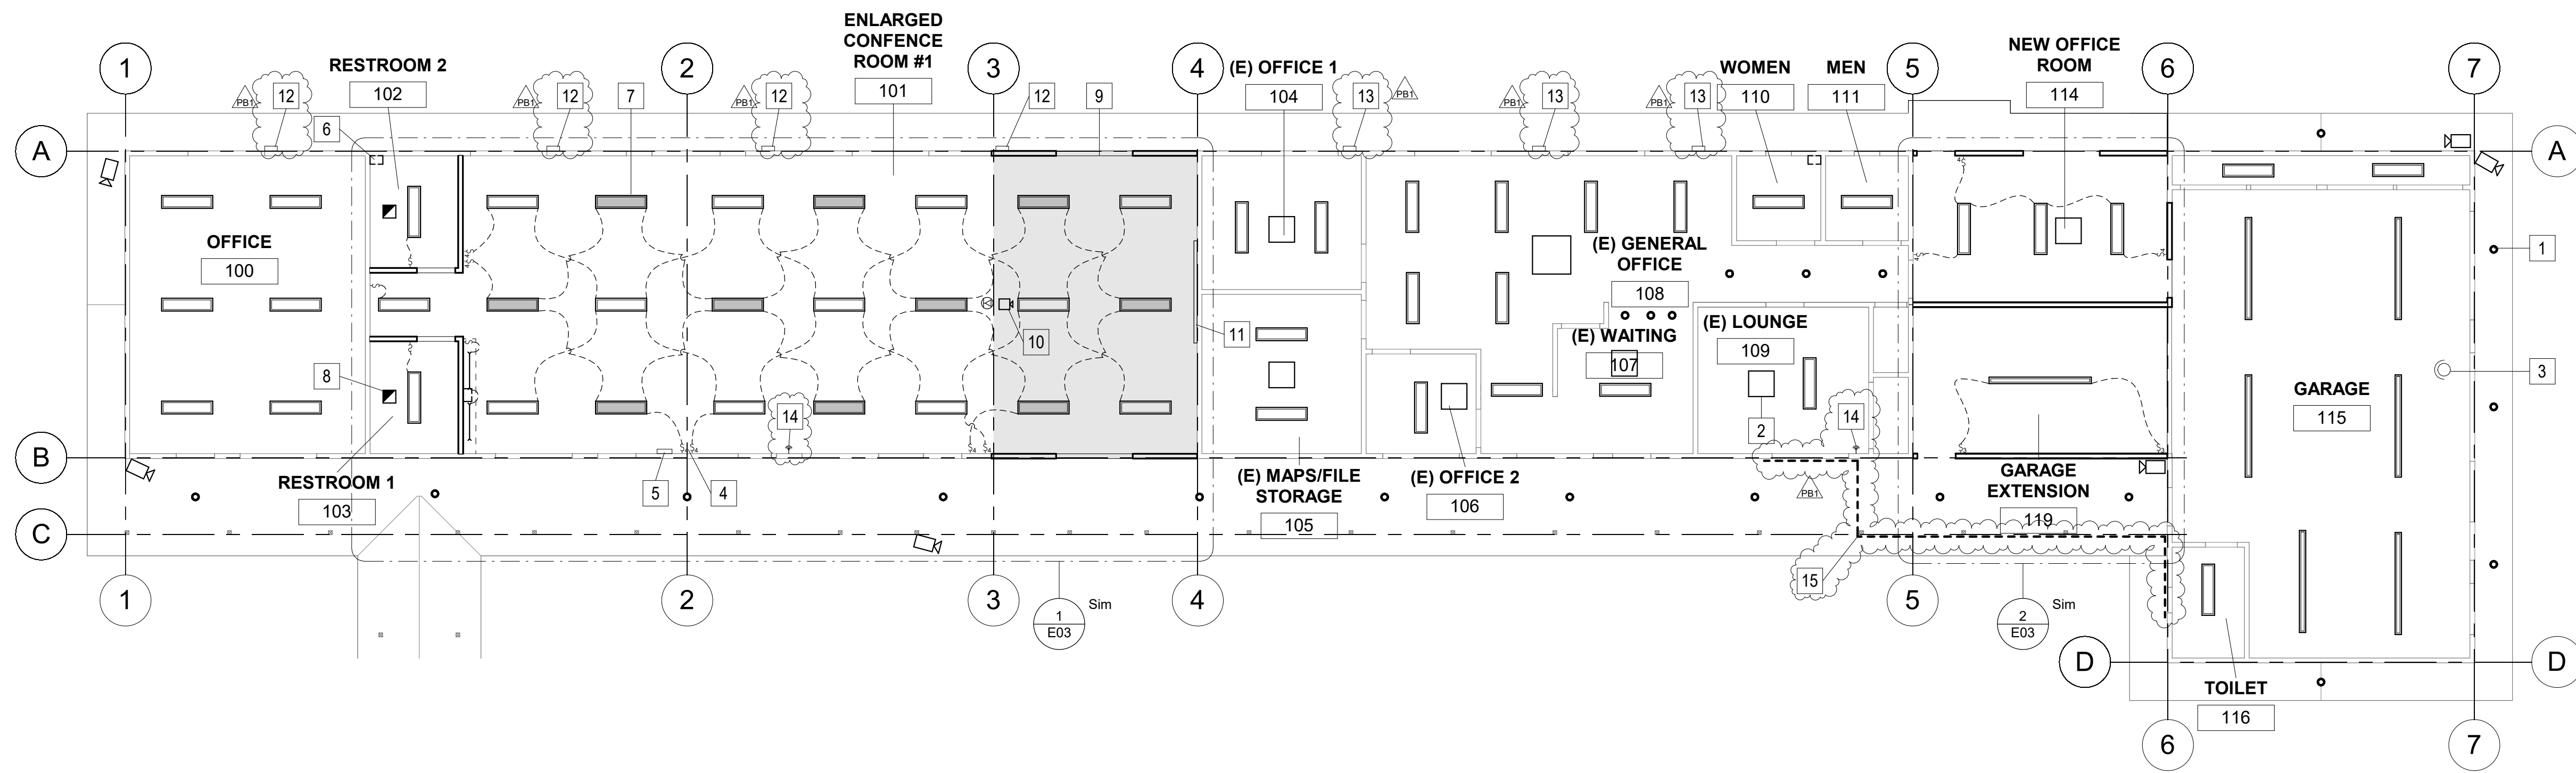 ENLARGED
CONFENCE
ROOM #1
101
RESTROOM 2
102
(E) OFFICE 1
104
WOMEN
110
MEN
111
NEW OFFICE
ROOM
114
1
2
3
4
5
6
7
PB1
12
PB1
12
7
PB1
12
12
9
13
PB1
PB1
13
PB1
13
6
A
A
OFFICE
100
(E) GENERAL
OFFICE
108
1
(E) WAITING
107
(E) LOUNGE
109
10
11
8
3
GARAGE
115
14
14
2
B
RESTROOM 1
103
5
4
(E) MAPS/FILE
STORAGE
105
(E) OFFICE 2
106
PB1
GARAGE
EXTENSION
119
C
15
1
2
3
4
5
1
E03
Sim
2
E03
Sim
D
D
TOILET
116
6
7